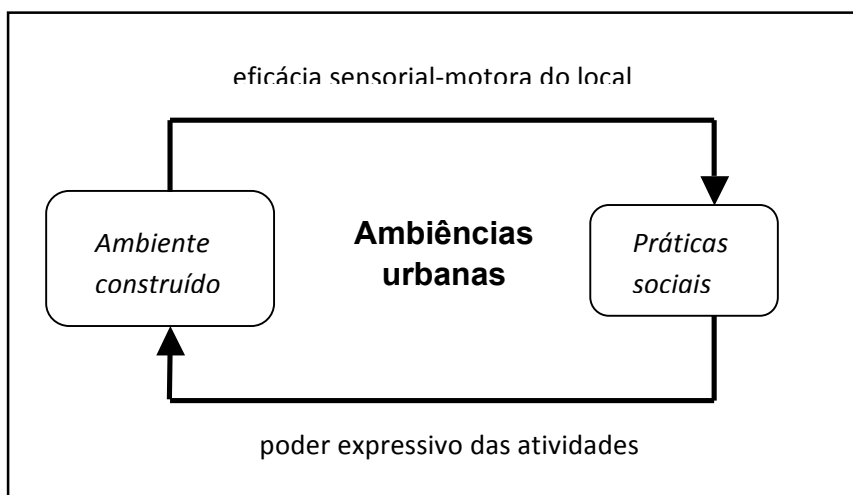 eficácia sensorial-motora do local
Ambiências
urbanas
Ambiente
construído
Práticas
sociais
poder expressivo das atividades